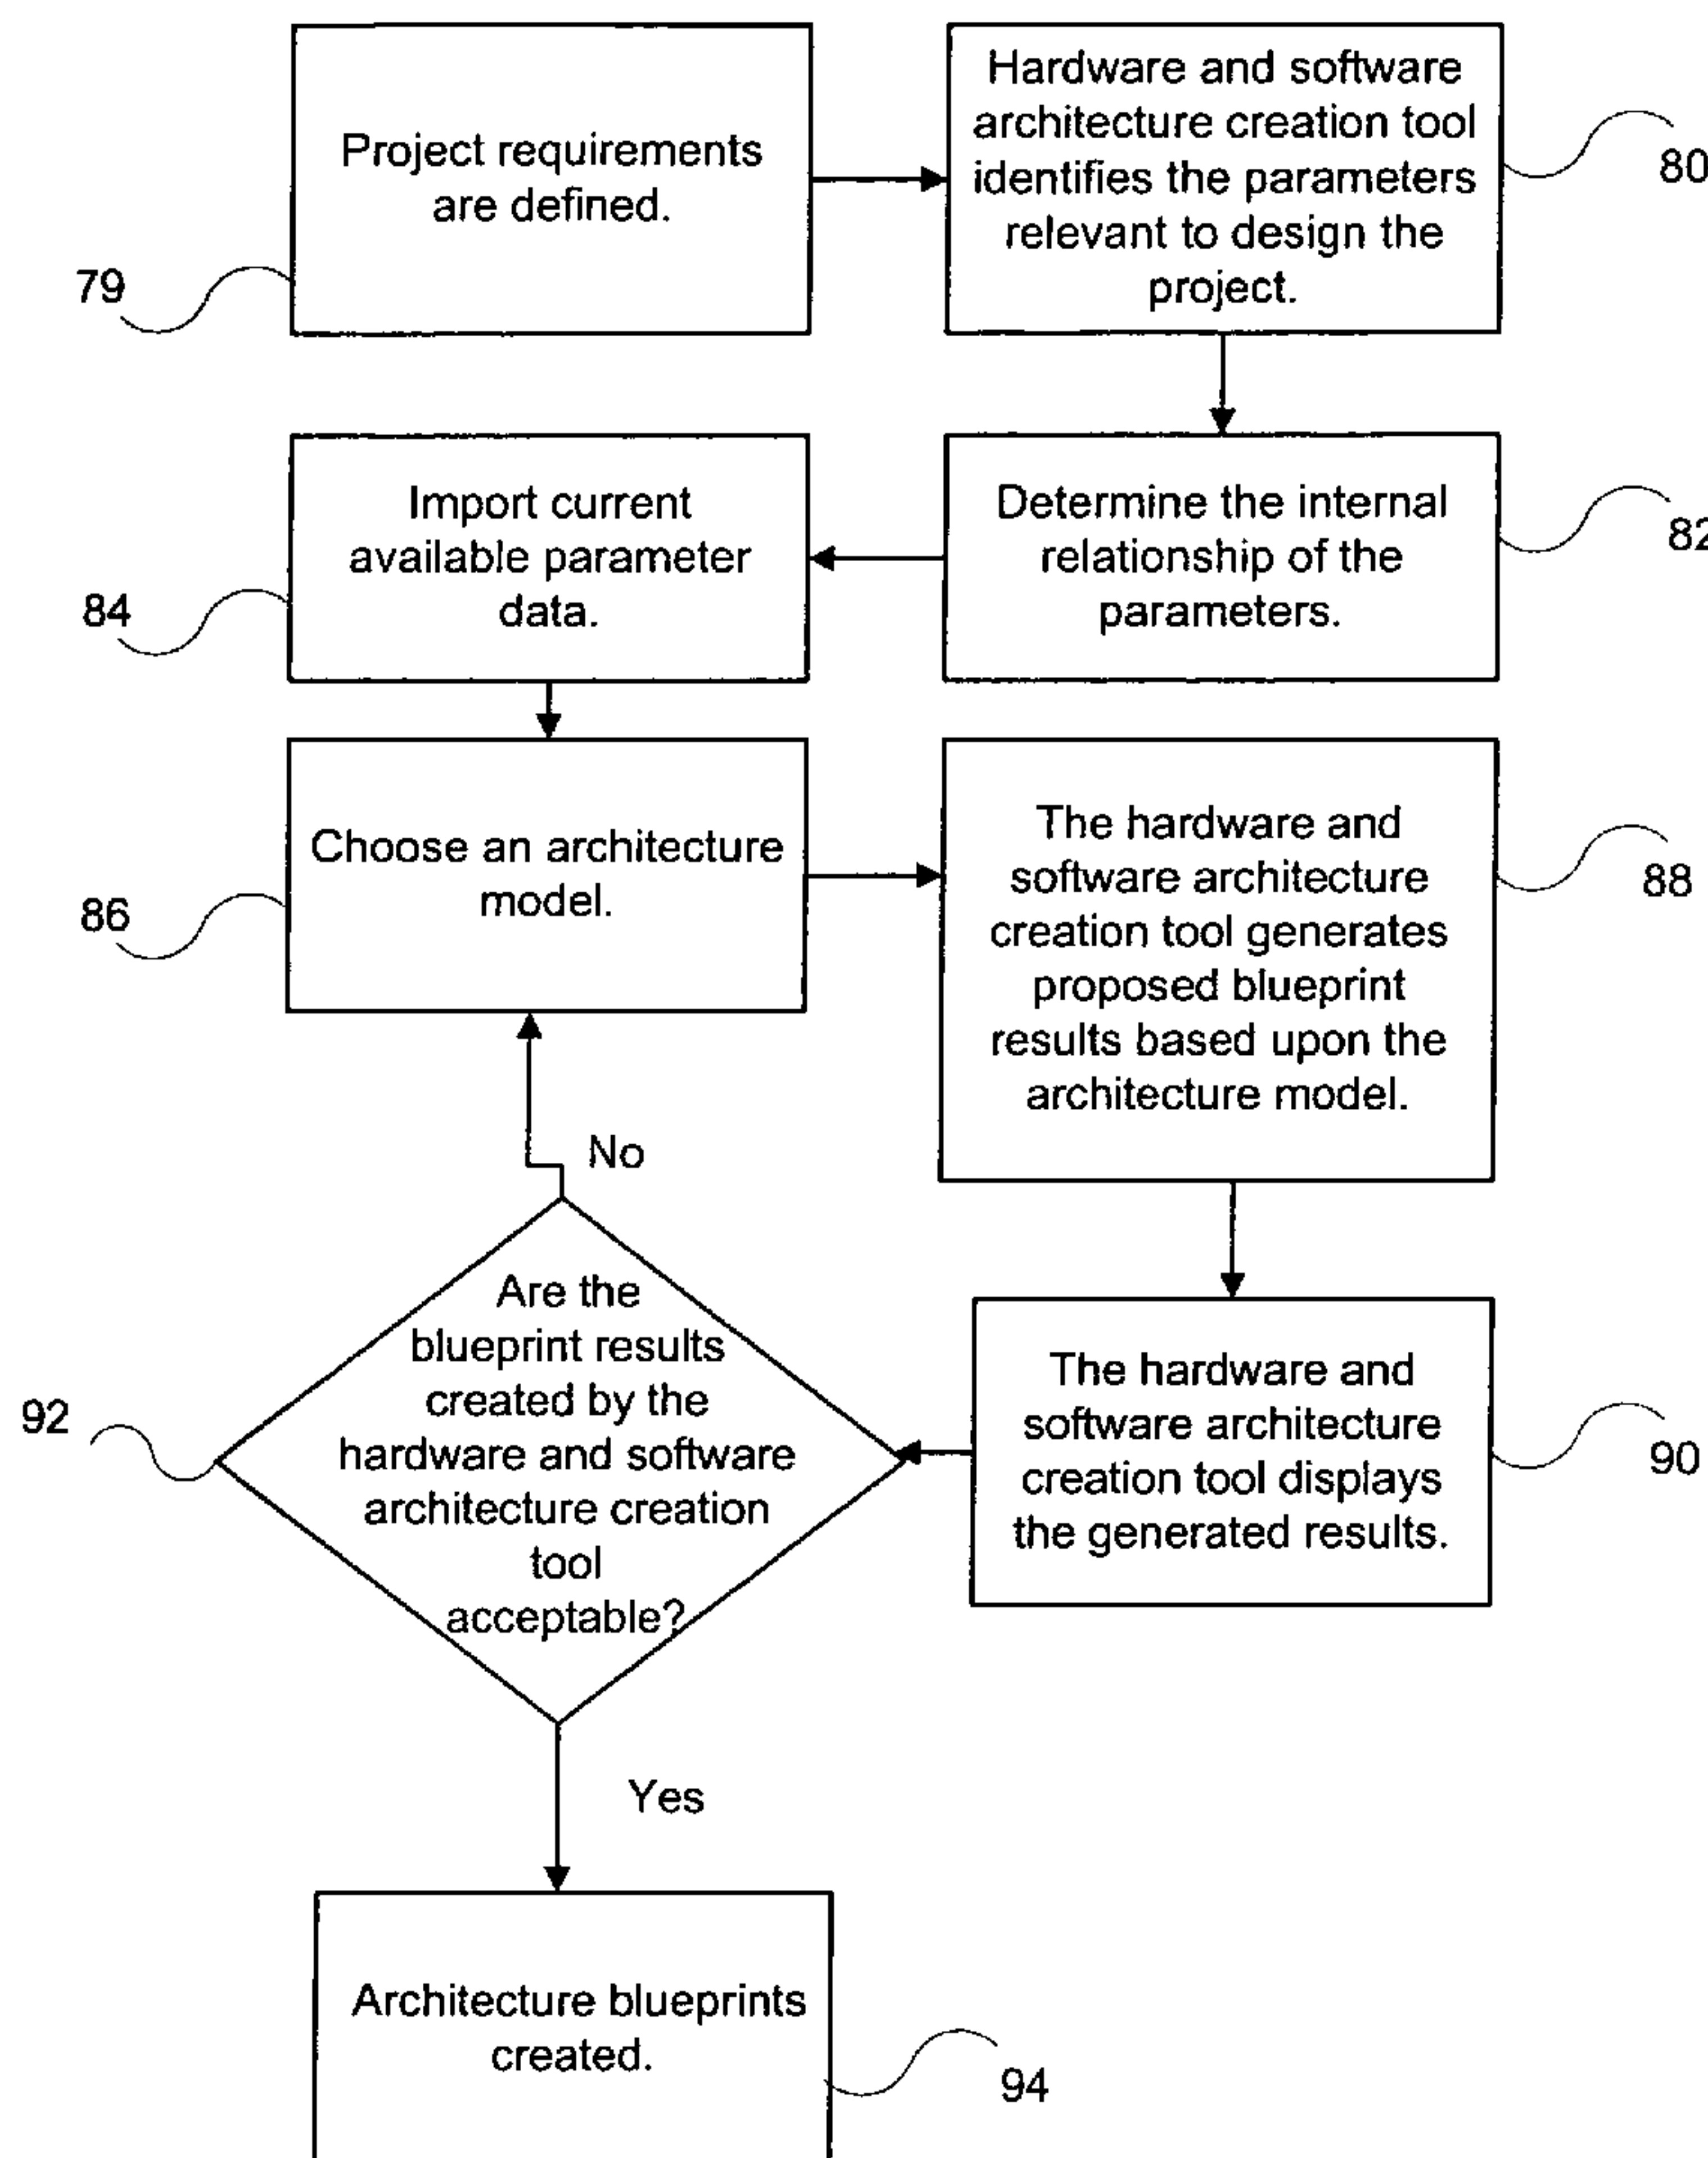 Project requirements
are defined.
79
Hardware and software
architecture creation tool
identifies the parameters
relevant to design the
project.
80
Determine the internal
relationship of the
parameters.
82
Import current
available parameter
data.
84
Choose an architecture
model.
86
The hardware and
software architecture
creation tool generates
proposed blueprint
results based upon the
architecture model.
88
The hardware and
software architecture
creation tool displays
the generated results.
90
Are the
blueprint results
created by the
hardware and software
architecture creation
tool
acceptable?
92
No
Yes
Architecture blueprints
created.
94